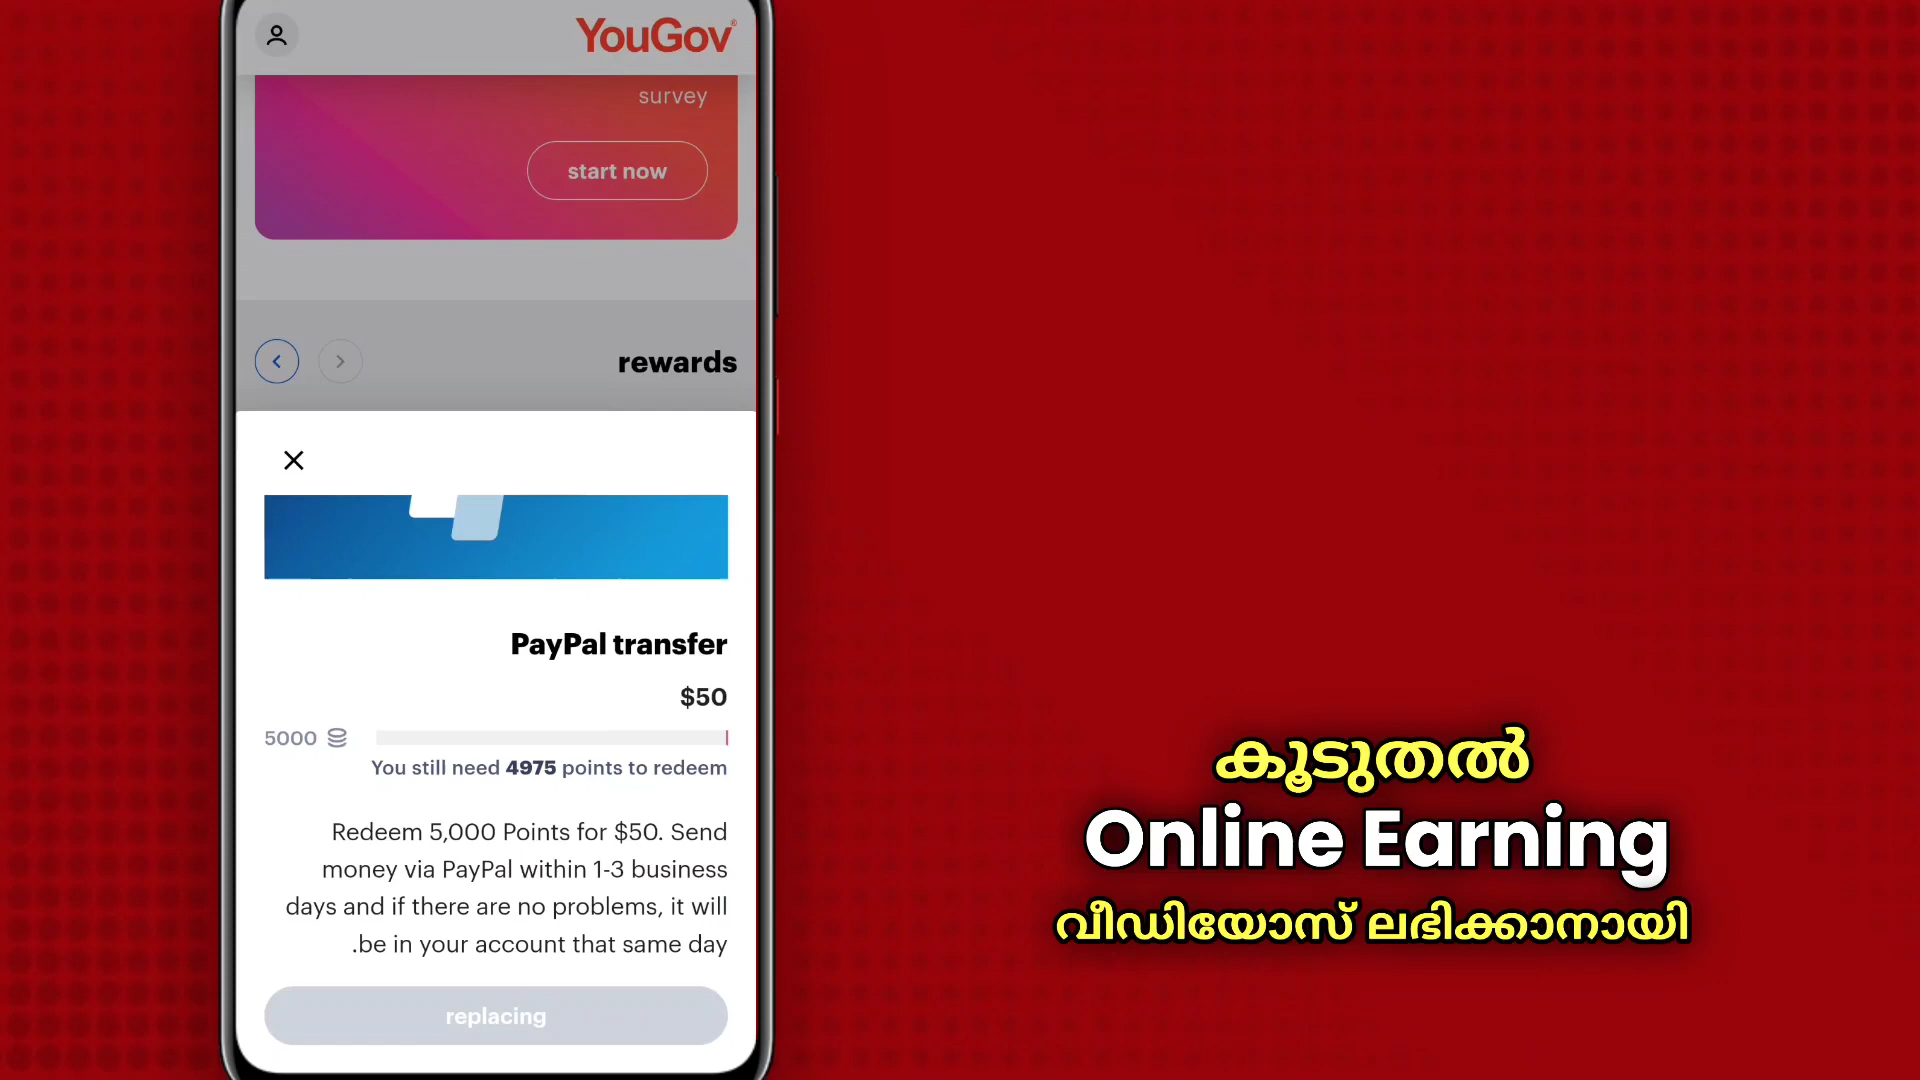 YouGov®
survey
start now
rewards
PayPal transfer
$50
5000
You still need 4975 points to redeem
Redeem 5,000 Points for $50. Send
money via PayPal within 1-3 business
days and if there are no problems, it will
.be in your account that same day
replacing
കൂടുതൽ
Online Earning
വീഡിയോസ് ലഭിക്കാനായി